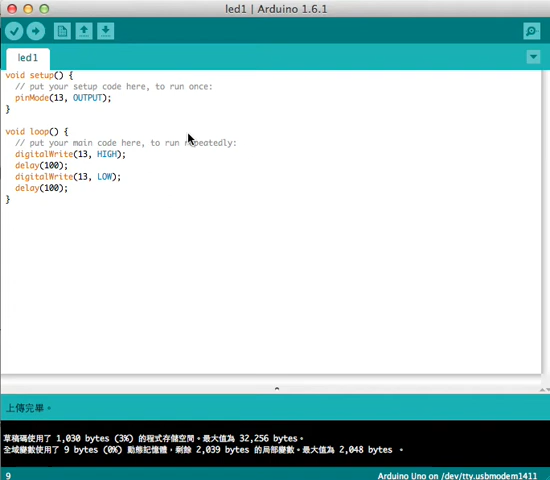 led1 | Arduino 1.6.1
led1
void setup() {
// put your setup code here, to run once:
pinMode(13, OUTPUT);
}
void loop() {
// put your main code here, to run repeatedly:
digitalWrite(13, HIGH);
delay(100);
digitalWrite(13, LOW);
delay(100);
}
上傳完畢。
草稿碼使用了 1,030 bytes (3%) 的程式存儲空間。最大值為 32,256 bytes。
全域變數使用了 9 bytes (0%) 動態記憶體，剩餘 2,039 bytes 的局部變數。最大值為 2,048 bytes 。
9
Arduino Uno on /dev/tty.usbmodem1411